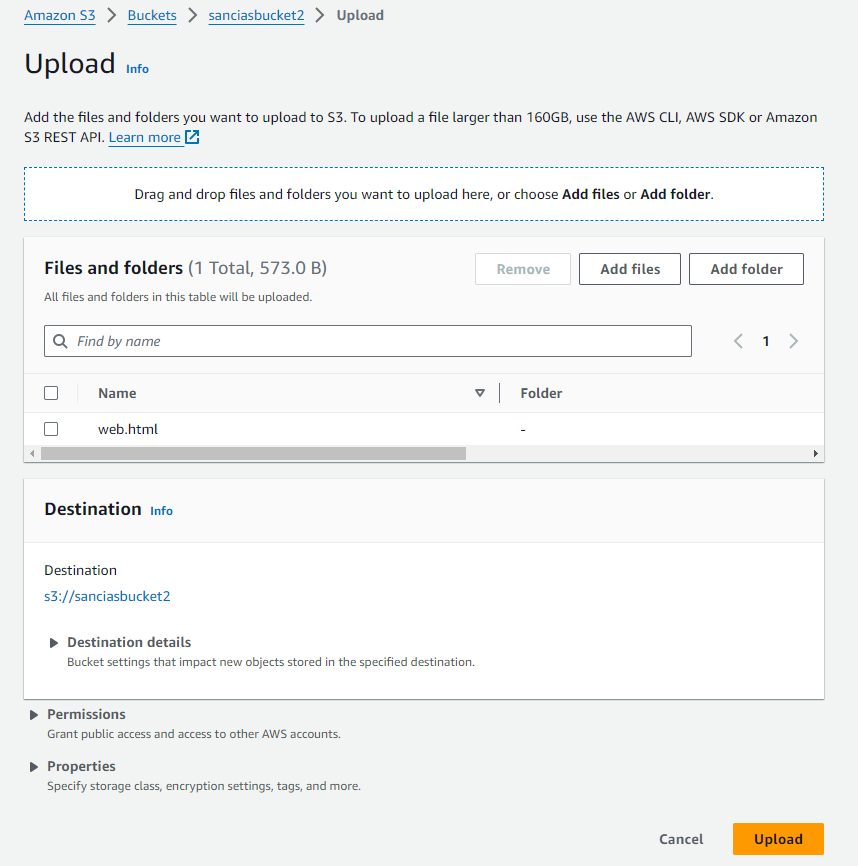 Amazon S3 > Buckets > sanciasbucket2 > Upload
Upload Info
Add the files and folders you want to upload to S3. To upload a file larger than 160GB, use the AWS CLI, AWS SDK or Amazon
S3 REST API. Learn more
Drag and drop files and folders you want to upload here, or choose Add files or Add folder.
Files and folders (1 Total, 573.0 B)
Remove
Add files
Add folder
All files and folders in this table will be uploaded.
Find by name
1
Name
Folder
web.html
-
Destination Info
Destination
s3://sanciasbucket2
Destination details
Bucket settings that impact new objects stored in the specified destination.
Permissions
Grant public access and access to other AWS accounts.
Properties
Specify storage class, encryption settings, tags, and more.
Cancel
Upload